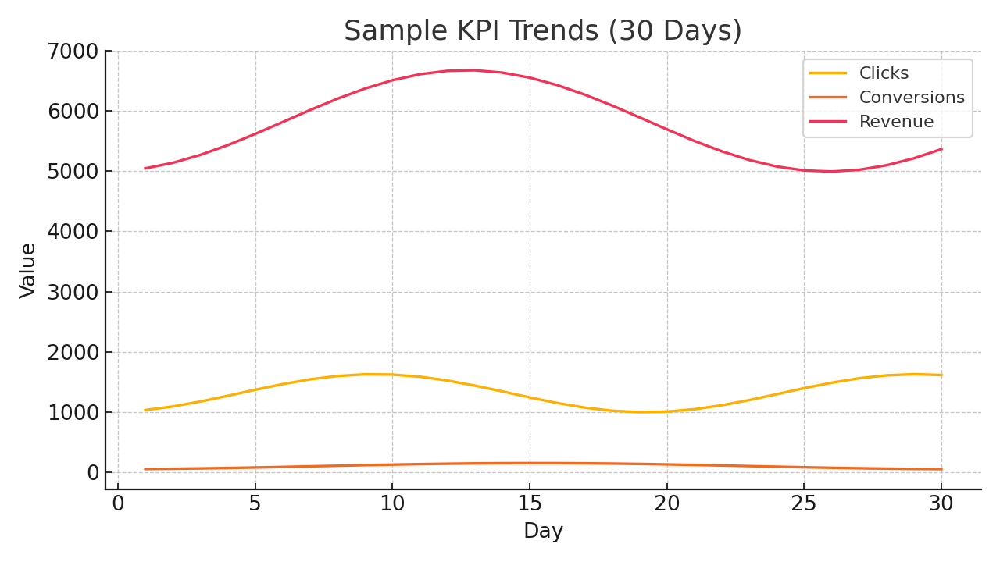 Sample KPI Trends (30 Days)
7000
6000
5000
4000
3000
2000
1000
0
Value
Clicks
Conversions
Revenue
0 5 10 15 20 25 30
Day